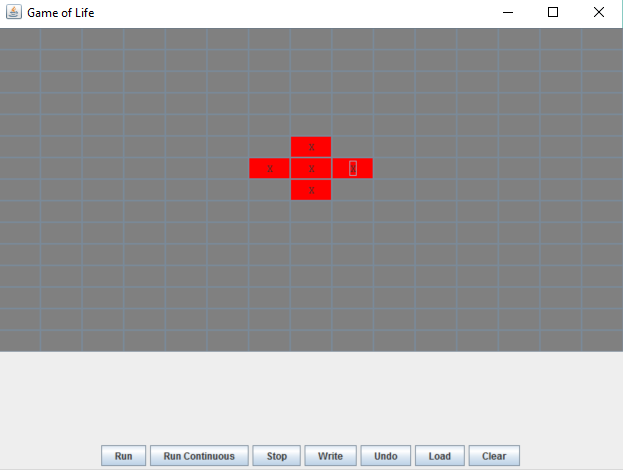 Game of Life
x
x x x
x
Run Run Continuous Stop Write Undo Load Clear